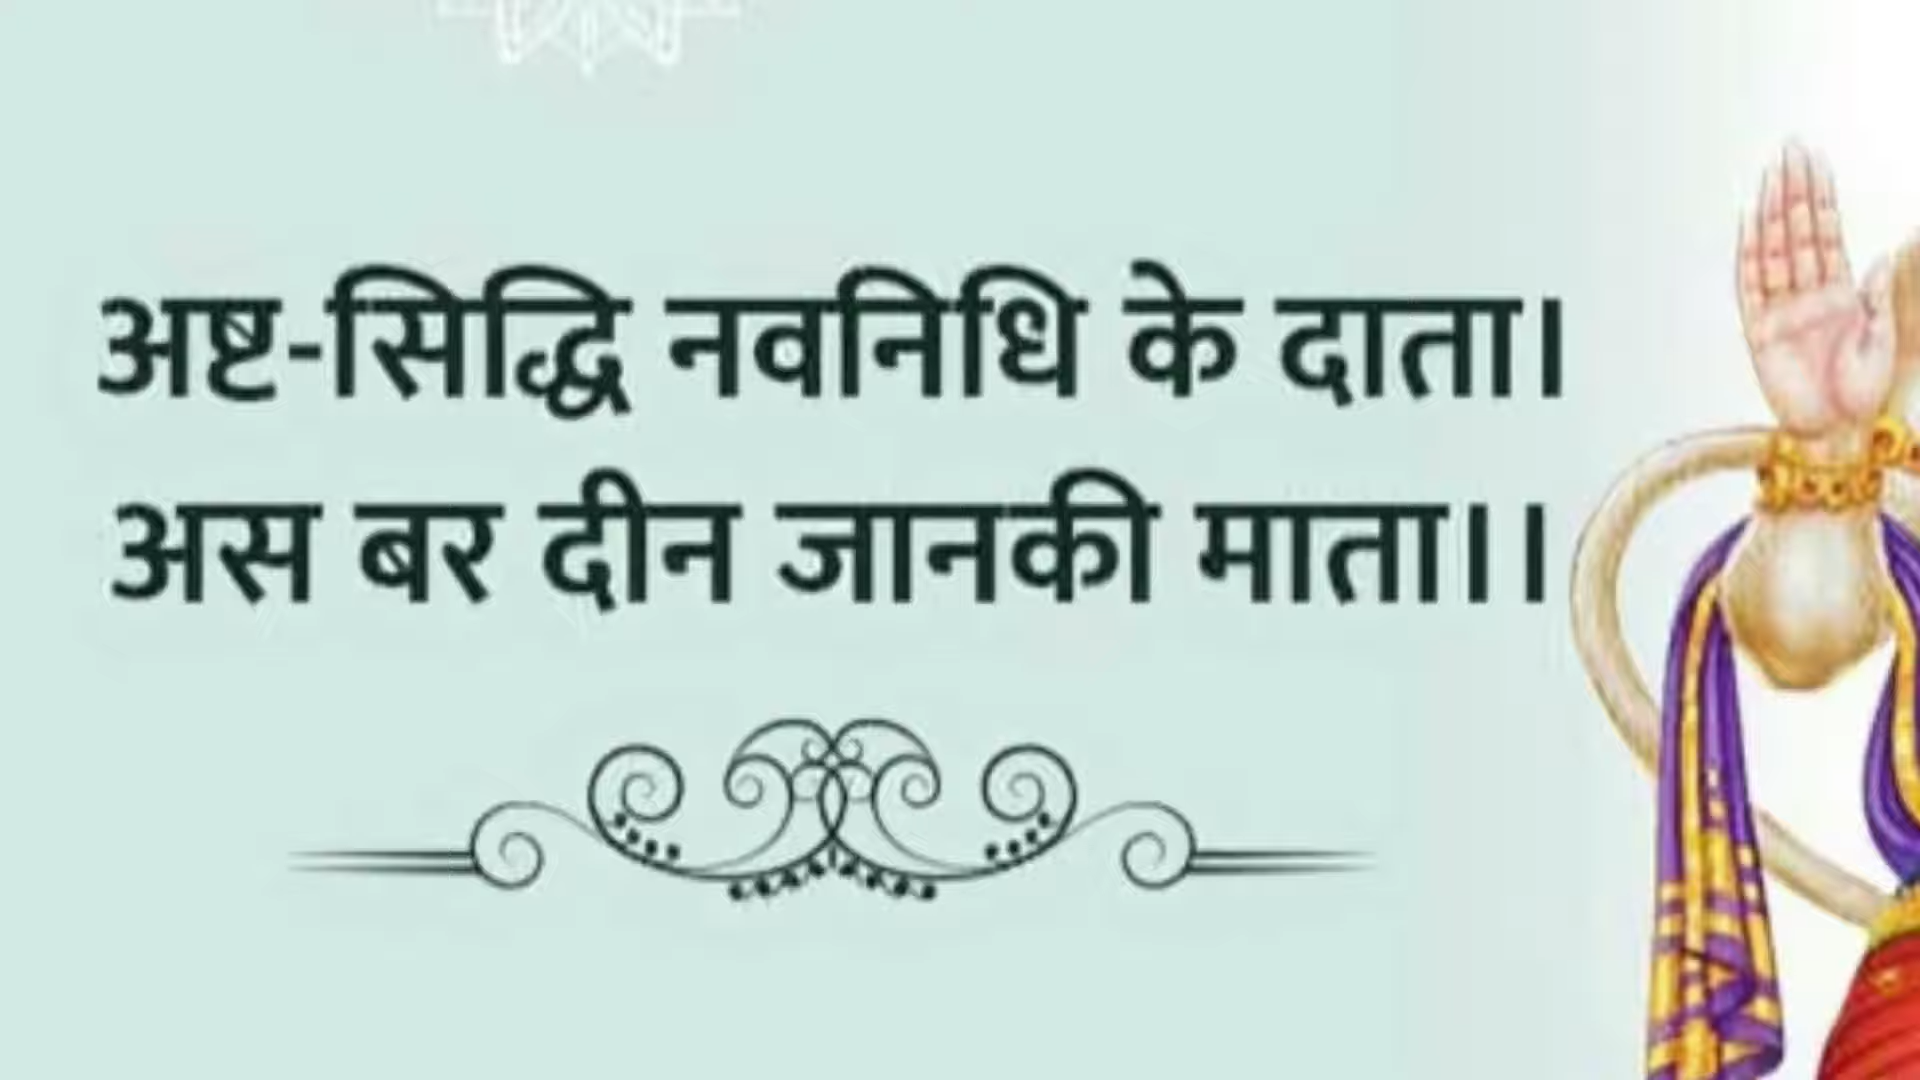 अष्ट-सिद्धि नवनिधि के दाता।
अस बर दीन जानकी माता।।